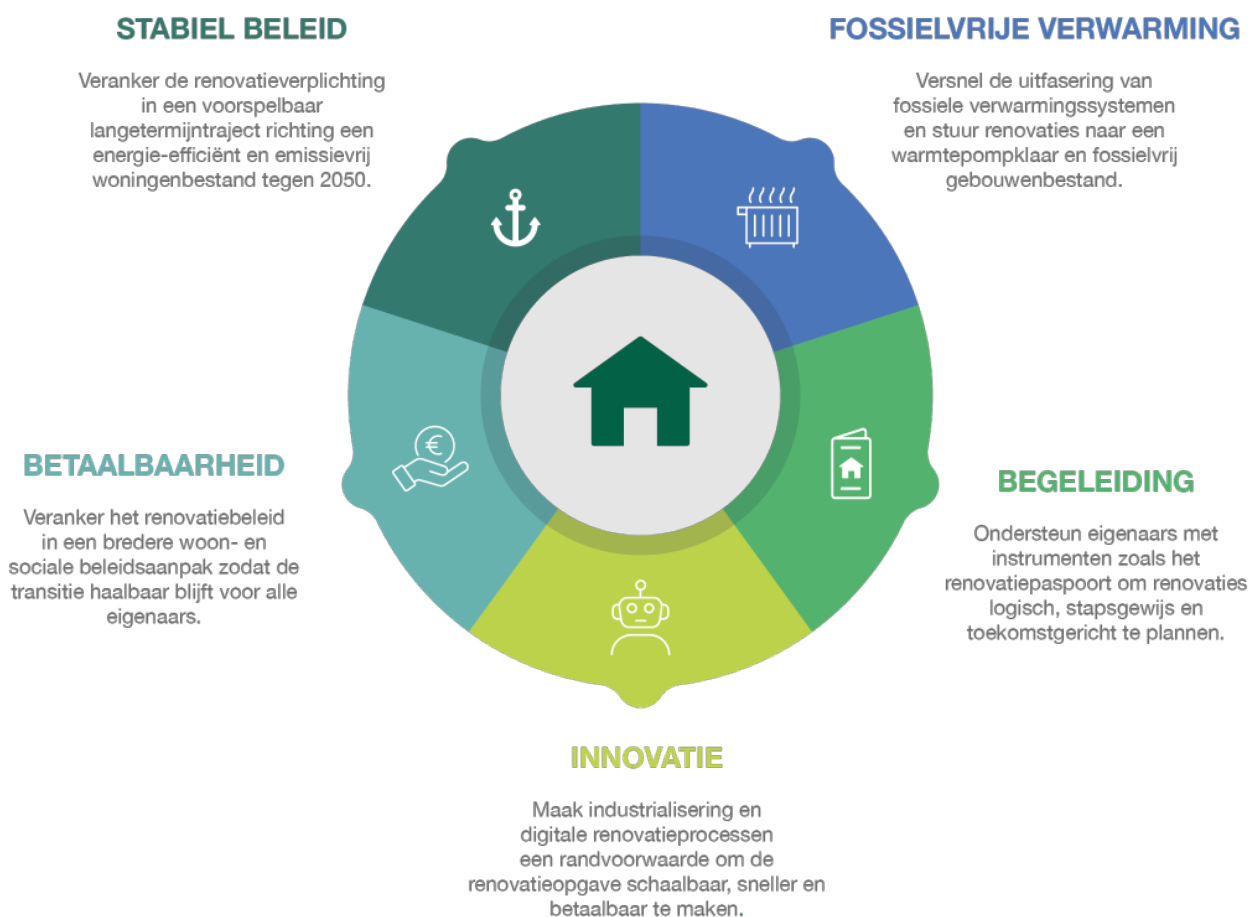 STABIEL BELEID
Veranker de renovatieverplichting
in een voorspelbaar
langetermijntraject richting een
energie-efficiënt en emissievrij
woningenbestand tegen 2050.
FOSSIELVRIJE VERWARMING
Versnel de uitfasering van
fossiele verwarmingssystemen
en stuur renovaties naar een
warmtepompklaar en fossielvrij
gebouwenbestand.
BETAALBAARHEID
Veranker het renovatiebeleid
in een bredere woon- en
sociale beleidsaanpak zodat de
transitie haalbaar blijft voor alle
eigenaars.
€
BEGELEIDING
Ondersteun eigenaars met
instrumenten zoals het
renovatiepaspoort om renovaties
logisch, stapsgewijs en
toekomstgericht te plannen.
INNOVATIE
Maak industrialisering en
digitale renovatieprocessen
een randvoorwaarde om de
renovatieopgave schaalbaar, sneller en
betaalbaar te maken.